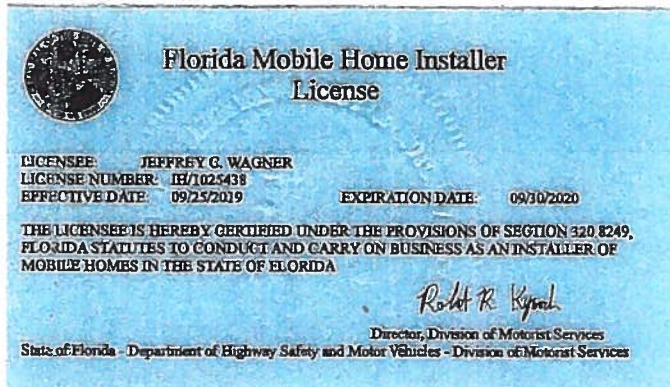 Florida Mobile Home Installer
License
LICENSEE: JEFFREY G. WAGNER
LICENSE NUMBER: IH/1025438
EFFECTIVE DATE: 09/25/2019 EXPIRATION DATE: 09/30/2020
THE LICENSEE IS HEREBY CERTIFIED UNDER THE PROVISIONS OF SECTION 320.8249,
FLORIDA STATUTES TO CONDUCT AND CARRY ON BUSINESS AS AN INSTALLER OF
MOBILE HOMES IN THE STATE OF FLORIDA
Robert R. Kynoch
Director, Division of Motorist Services
State of Florida - Department of Highway Safety and Motor Vehicles - Division of Motorist Services